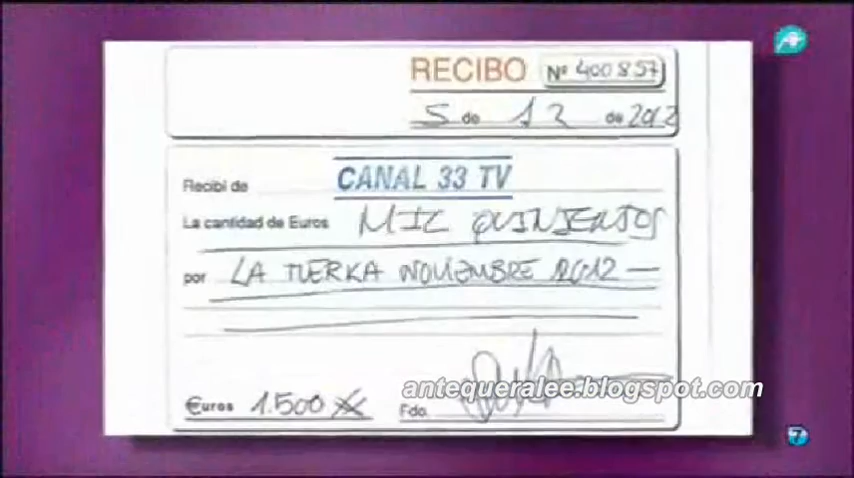 RECIBO Nº 400857
5 de 12 de 2012
Recibí de CANAL 33 TV
La cantidad de Euros MIL QUINIENTOS
por LA TUERKA NOVIEMBRE 2012 —
Euros 1.500
Fdo.
antequeralee.blogspot.com
7